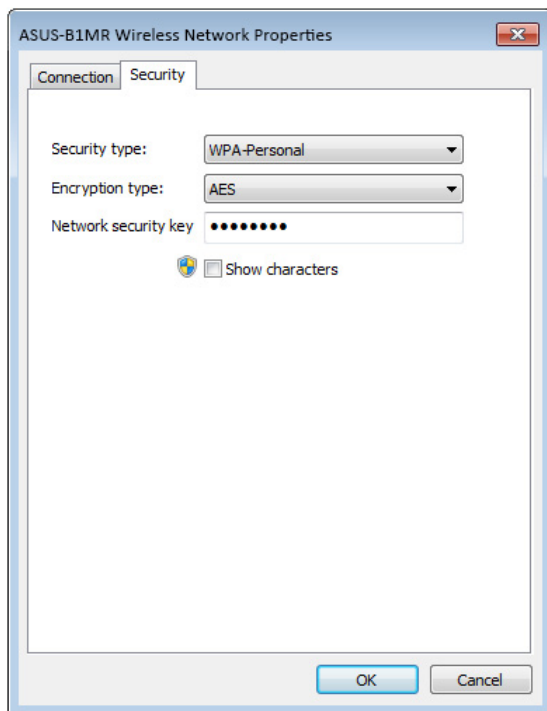 ASUS-B1MR Wireless Network Properties
Connection Security
Security type: WPA-Personal
Encryption type: AES
Network security key ••••••••
Show characters
OK Cancel